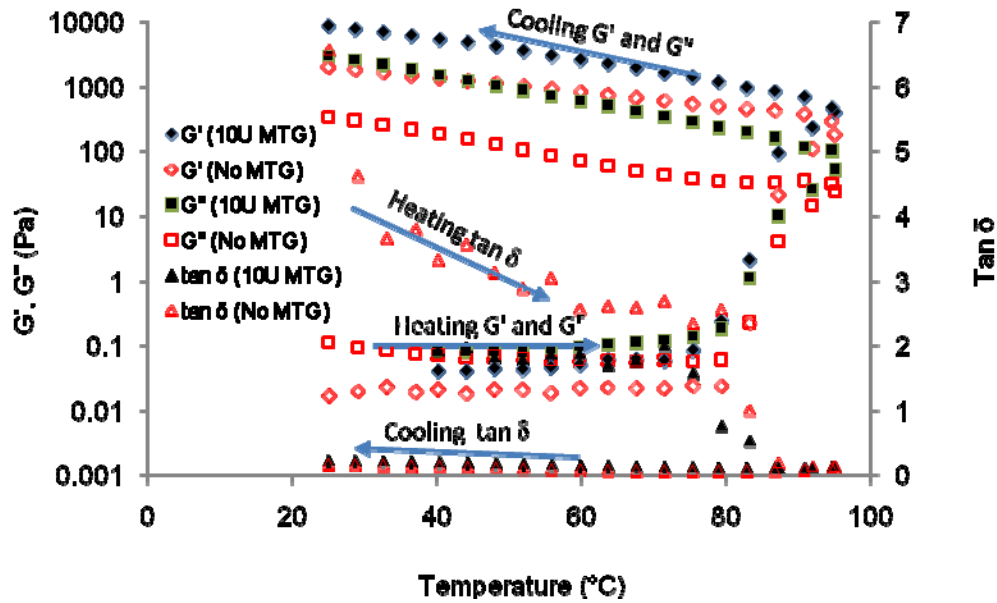 10000
1000
100
10
1
0.1
0.01
0.001
G'. G'' (Pa)
7
6
5
4
3
2
1
0
Tan δ
0
20
40
60
80
100
Temperature (°C)
Cooling G' and G''
G' (10U MTG)
G' (No MTG)
G'' (10U MTG)
G'' (No MTG)
tan δ (10U MTG)
tan δ (No MTG)
Heating tan δ
Heating G' and G'
Cooling tan δ